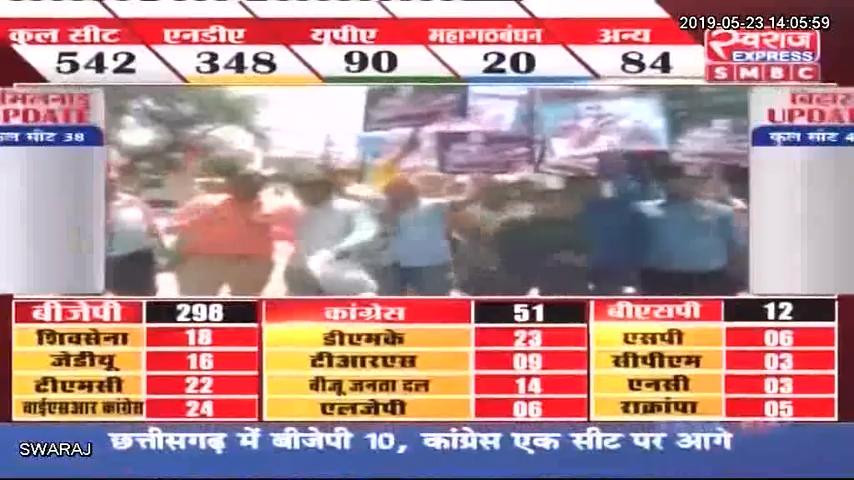 2019-05-23 14:05:59
कुल सीट एनडीए यूपीए महागठबंधन अन्य
542 348 90 20 84
स्वराज
EXPRESS
SMBC
UPDATE
कुल सीट 38
बिहार
UPDATE
कुल सीट
बीजेपी 298 कांग्रेस 51 बीएसपी 12
शिवसेना 18 डीएमके 23 एसपी 06
जेडीयू 16 टीआरएस 09 सीपीएम 03
टीएमसी 22 बीजू जनता दल 14 एनसी 03
वाईएसआर कांग्रेस 24 एलजेपी 06 राकांपा 05
छत्तीसगढ़ में बीजेपी 10, कांग्रेस एक सीट पर आगे
SWARAJ